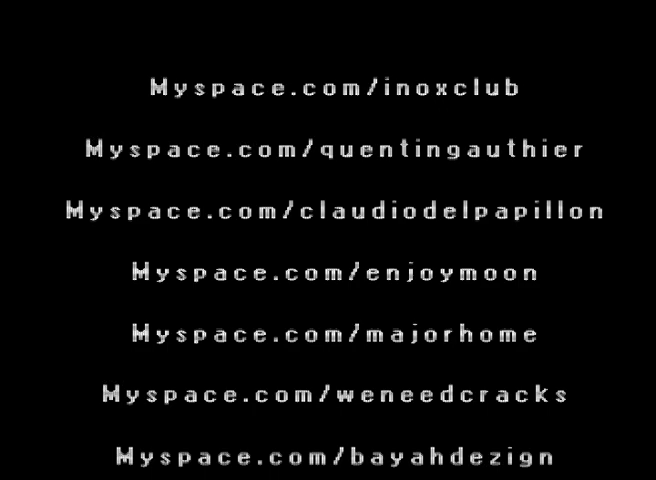 Myspace.com/inoxclub
Myspace.com/quentingauthier
Myspace.com/claudiodelpapillon
Myspace.com/enjoymoon
Myspace.com/majorhome
Myspace.com/weneedcracks
Myspace.com/bayahdezign